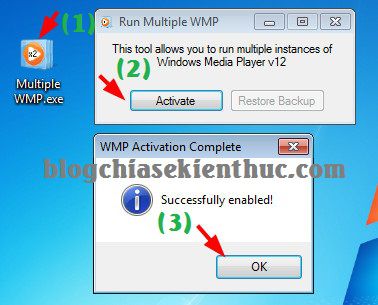 (1)
x2
Multiple
WMP.exe
Run Multiple WMP
This tool allows you to run multiple instances of
Windows Media Player v12
(2)
Activate
Restore Backup
WMP Activation Complete
blogchiasekienthuc.com
Successfully enabled!
(3)
OK